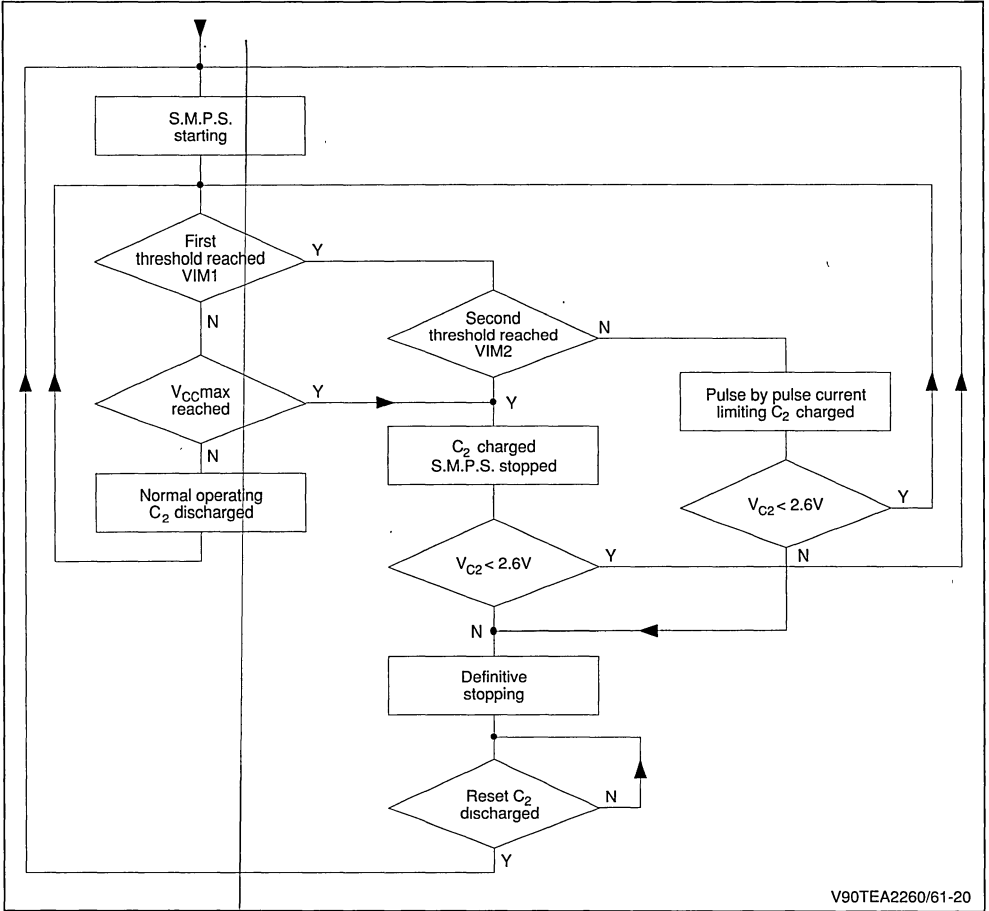 S.M.P.S.
starting
First
threshold reached
VIM1
Y
N
Second
threshold reached
VIM2
N
Y
VCCmax
reached
Y
N
Pulse by pulse current
limiting C2 charged
C2 charged
S.M.P.S. stopped
Normal operating
C2 discharged
VC2 < 2.6V
Y
N
VC2 < 2.6V
Y
N
Definitive
stopping
Reset C2
discharged
N
Y
V90TEA2260/61-20